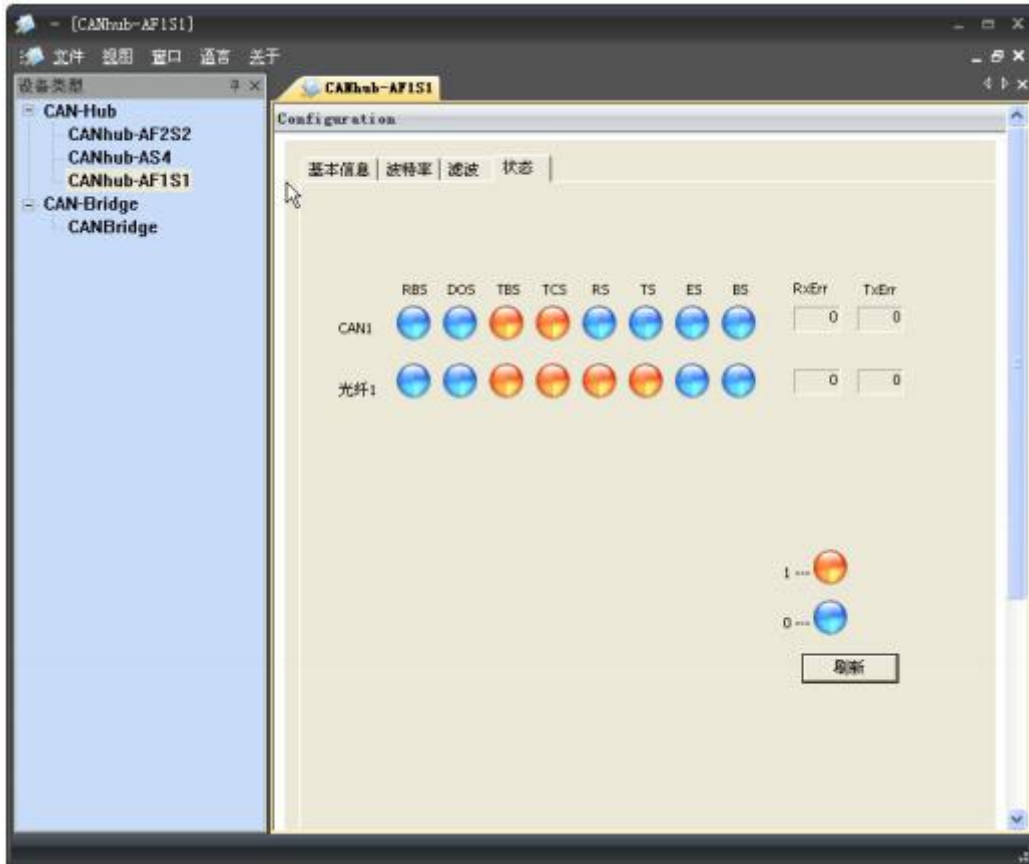 - [CANhub-AF1S1]
文件 视图 窗口 语言 关于
设备类型
CANhub-AF1S1
CAN-Hub
CANhub-AF2S2
CANhub-AS4
CANhub-AF1S1
CAN-Bridge
CANBridge
Configuration
基本信息 波特率 滤波 状态
RBS DOS TBS TCS RS TS ES BS RxErr TxErr
CAN1 0 0
光纤1 0 0
1 ---
0 ---
刷新